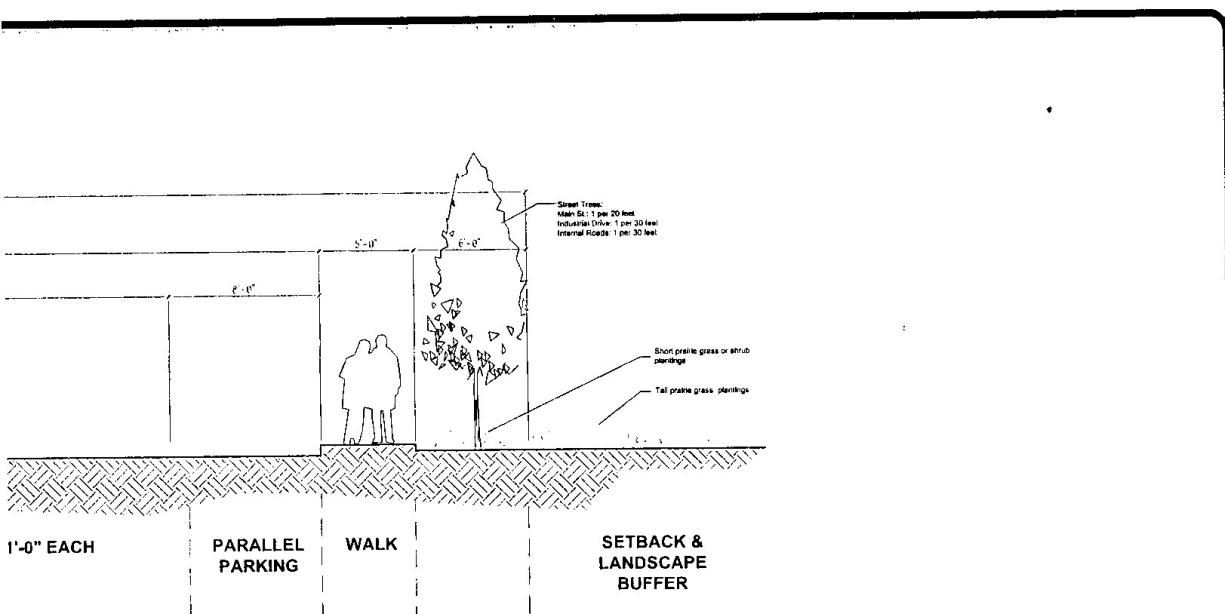 Street Trees:
Main St.: 1 per 20 feet
Industrial Drive: 1 per 30 feet
Internal Roads: 1 per 30 feet
5'-0" 6'-0"
8'-0"
Short prairie grass or shrub
plantings
Tall prairie grass plantings
1'-0" EACH
PARALLEL
PARKING
WALK
SETBACK &
LANDSCAPE
BUFFER